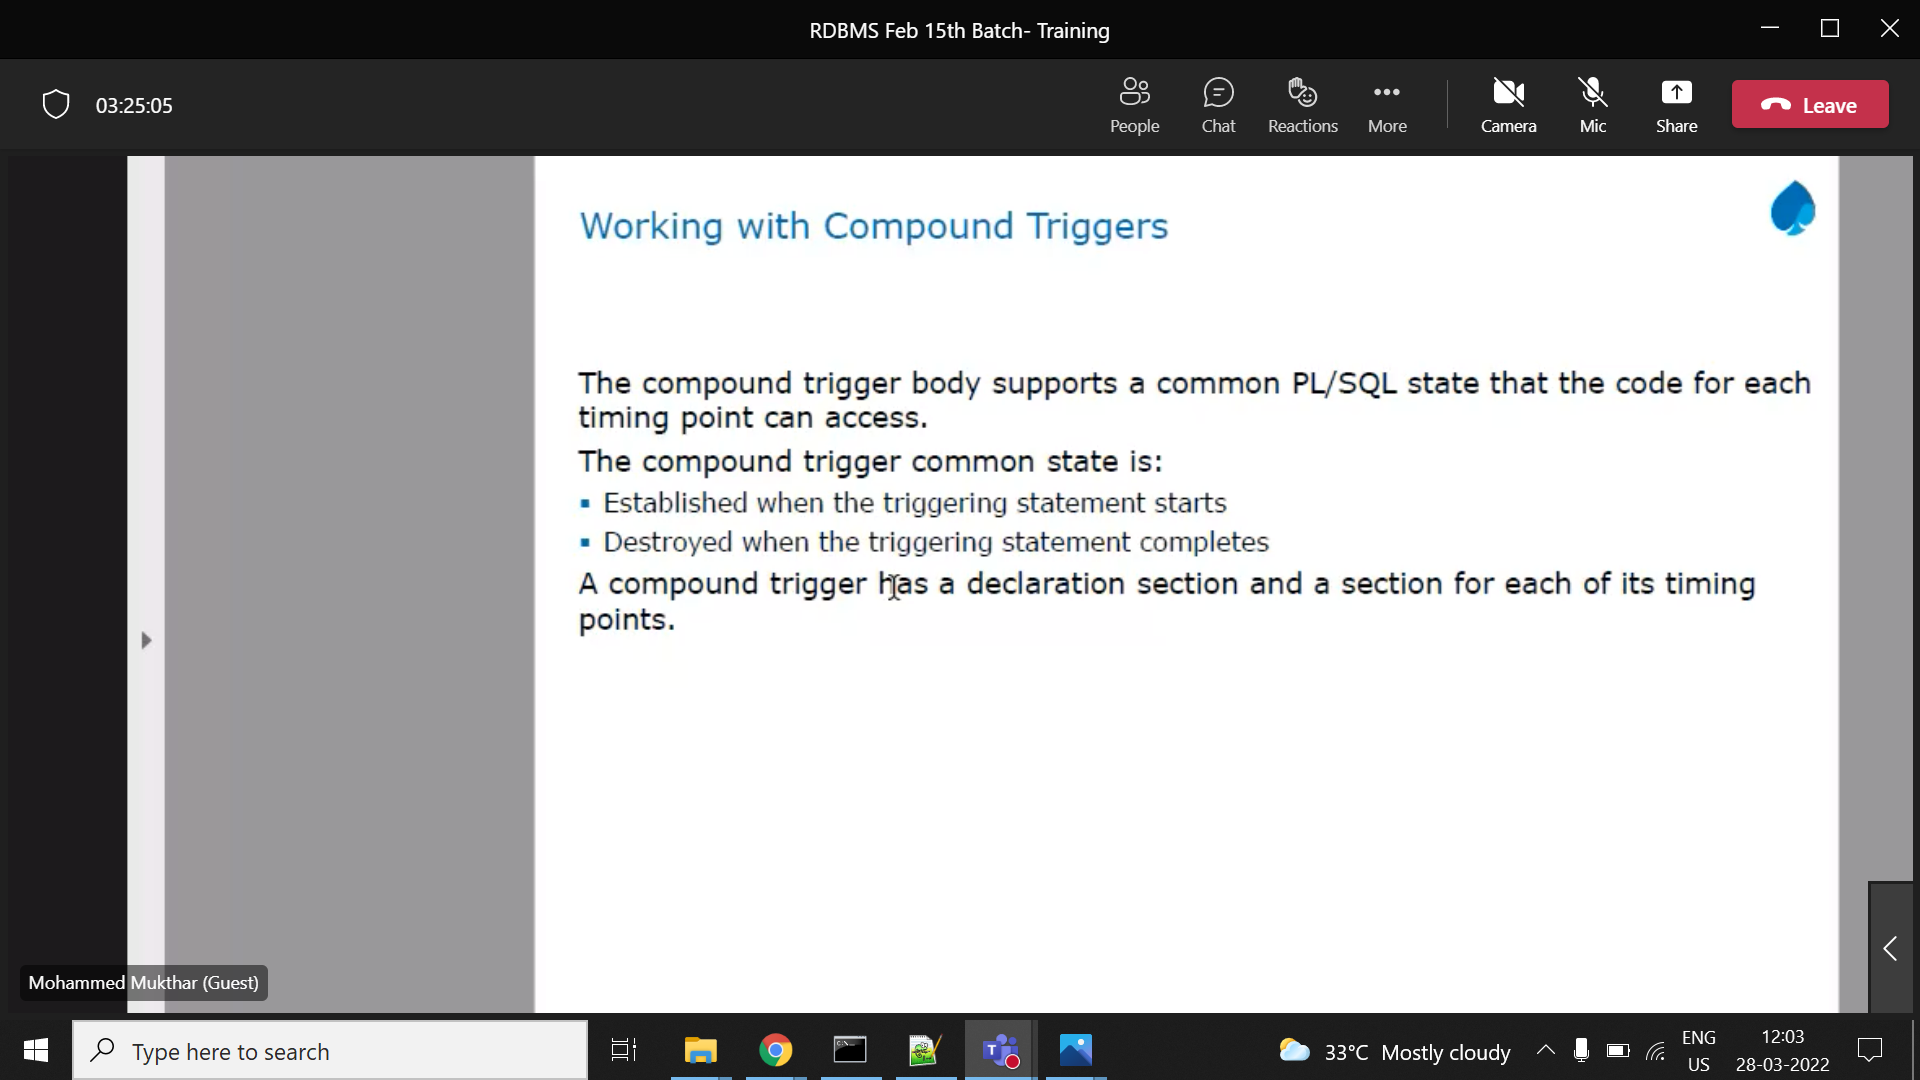 RDBMS Feb 15th Batch- Training
03:25:05
People
Chat
Reactions
More
Camera
Mic
Share
Leave
Working with Compound Triggers
The compound trigger body supports a common PL/SQL state that the code for each
timing point can access.
The compound trigger common state is:
Established when the triggering statement starts
Destroyed when the triggering statement completes
A compound trigger has a declaration section and a section for each of its timing
points.
Mohammed Mukthar (Guest)
Type here to search
33°C Mostly cloudy
ENG
US
12:03
28-03-2022